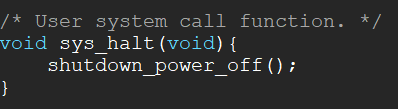 /* User system call function. */
void sys_halt(void){
    shutdown_power_off();
}